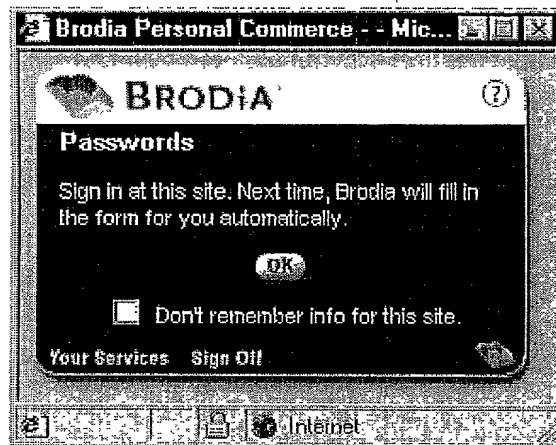 Brodia Personal Commerce - - Mic...
BRODiA
?
Passwords
Sign in at this site. Next time, Brodia will fill in
the form for you automatically.
OK
Don't remember info for this site.
Your Services Sign Off
Internet